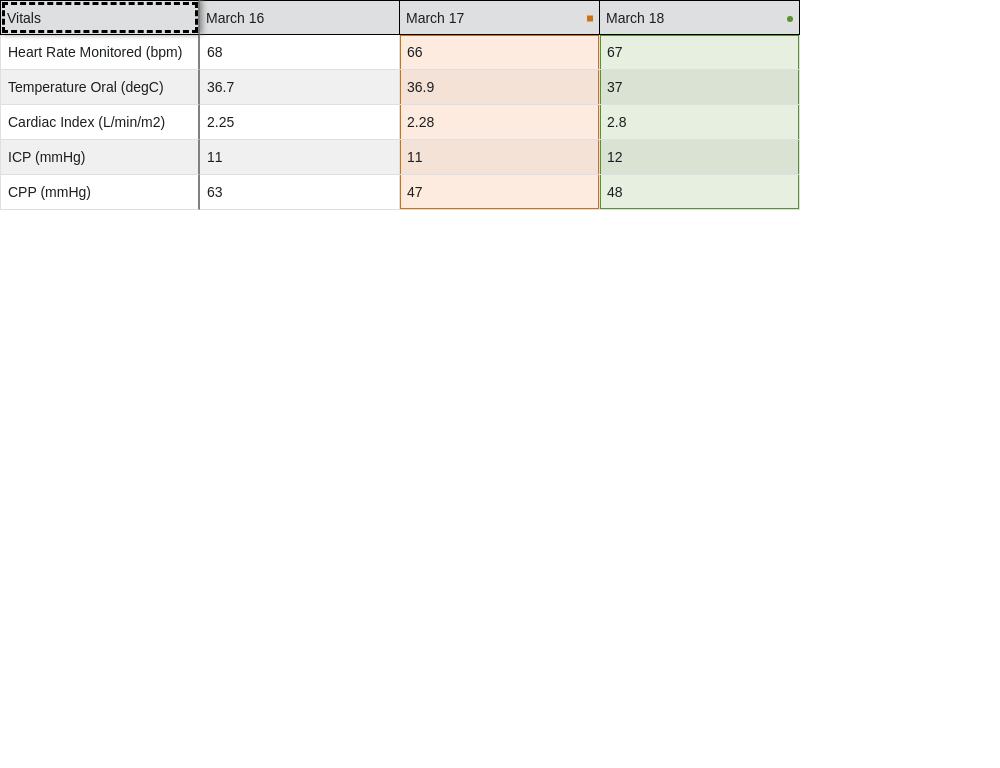 Vitals March 16 March 17 March 18
Heart Rate Monitored (bpm) 68 66 67
Temperature Oral (degC) 36.7 36.9 37
Cardiac Index (L/min/m2) 2.25 2.28 2.8
ICP (mmHg) 11 11 12
CPP (mmHg) 63 47 48